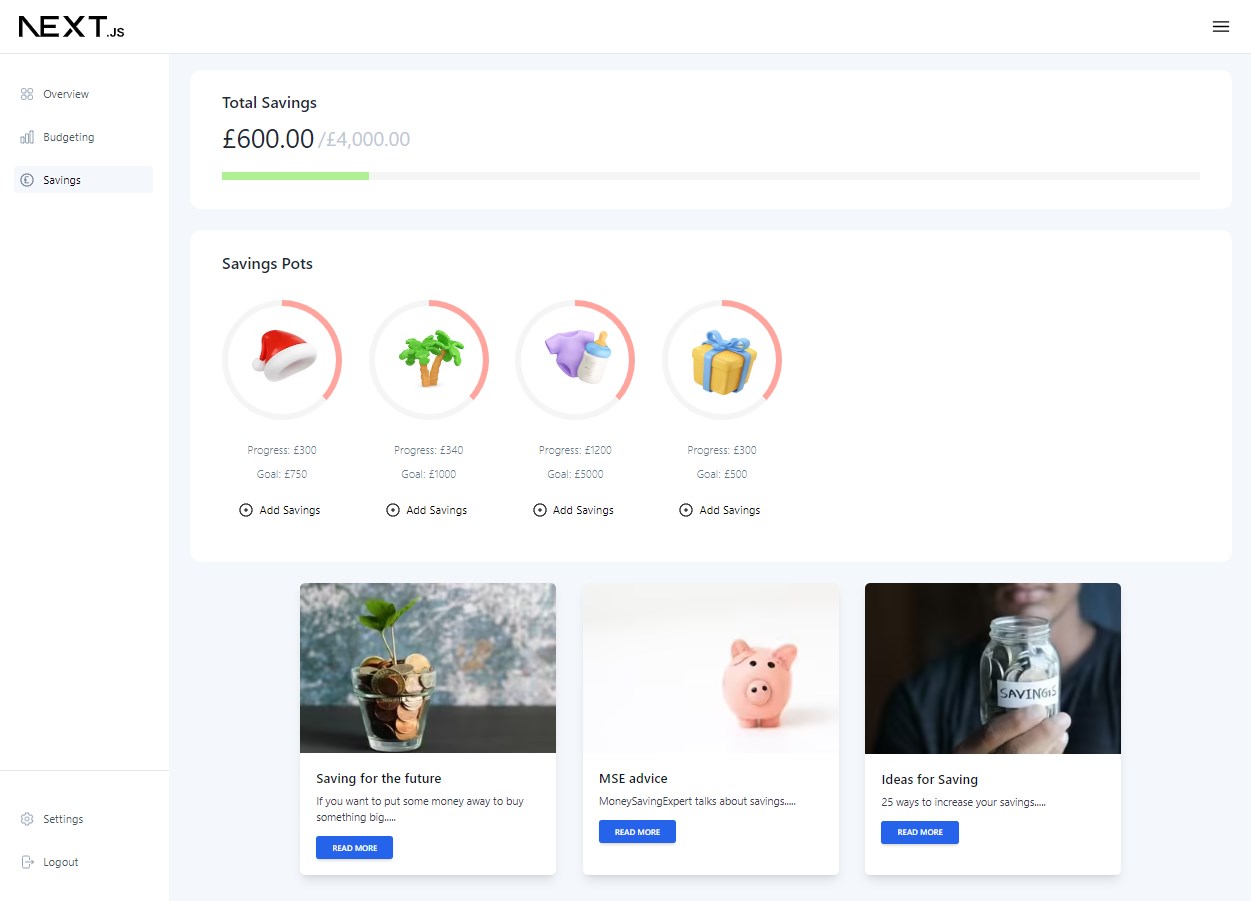 NEXT.JS
Overview
Budgeting
Savings
Total Savings
£600.00 /£4,000.00
Savings Pots
Progress: £300
Goal: £750
Add Savings
Progress: £340
Goal: £1000
Add Savings
Progress: £1200
Goal: £5000
Add Savings
Progress: £300
Goal: £500
Add Savings
Saving for the future
If you want to put some money away to buy
something big.....
READ MORE
MSE advice
MoneySavingExpert talks about savings.....
READ MORE
SAVINGS
Ideas for Saving
25 ways to increase your savings.....
READ MORE
Settings
Logout